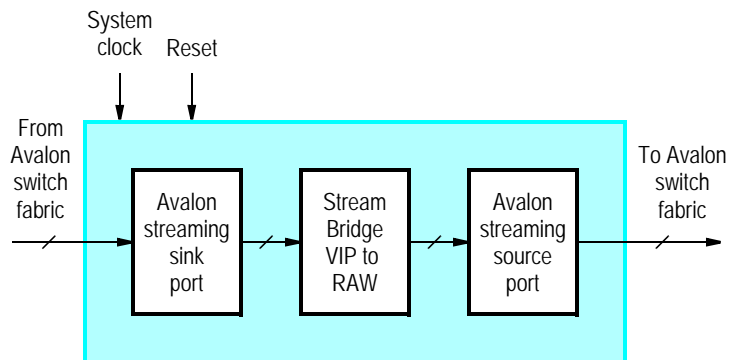 System
clock
Reset
From
Avalon
switch
fabric
Avalon
streaming
sink
port
Stream
Bridge
VIP to
RAW
Avalon
streaming
source
port
To Avalon
switch
fabric